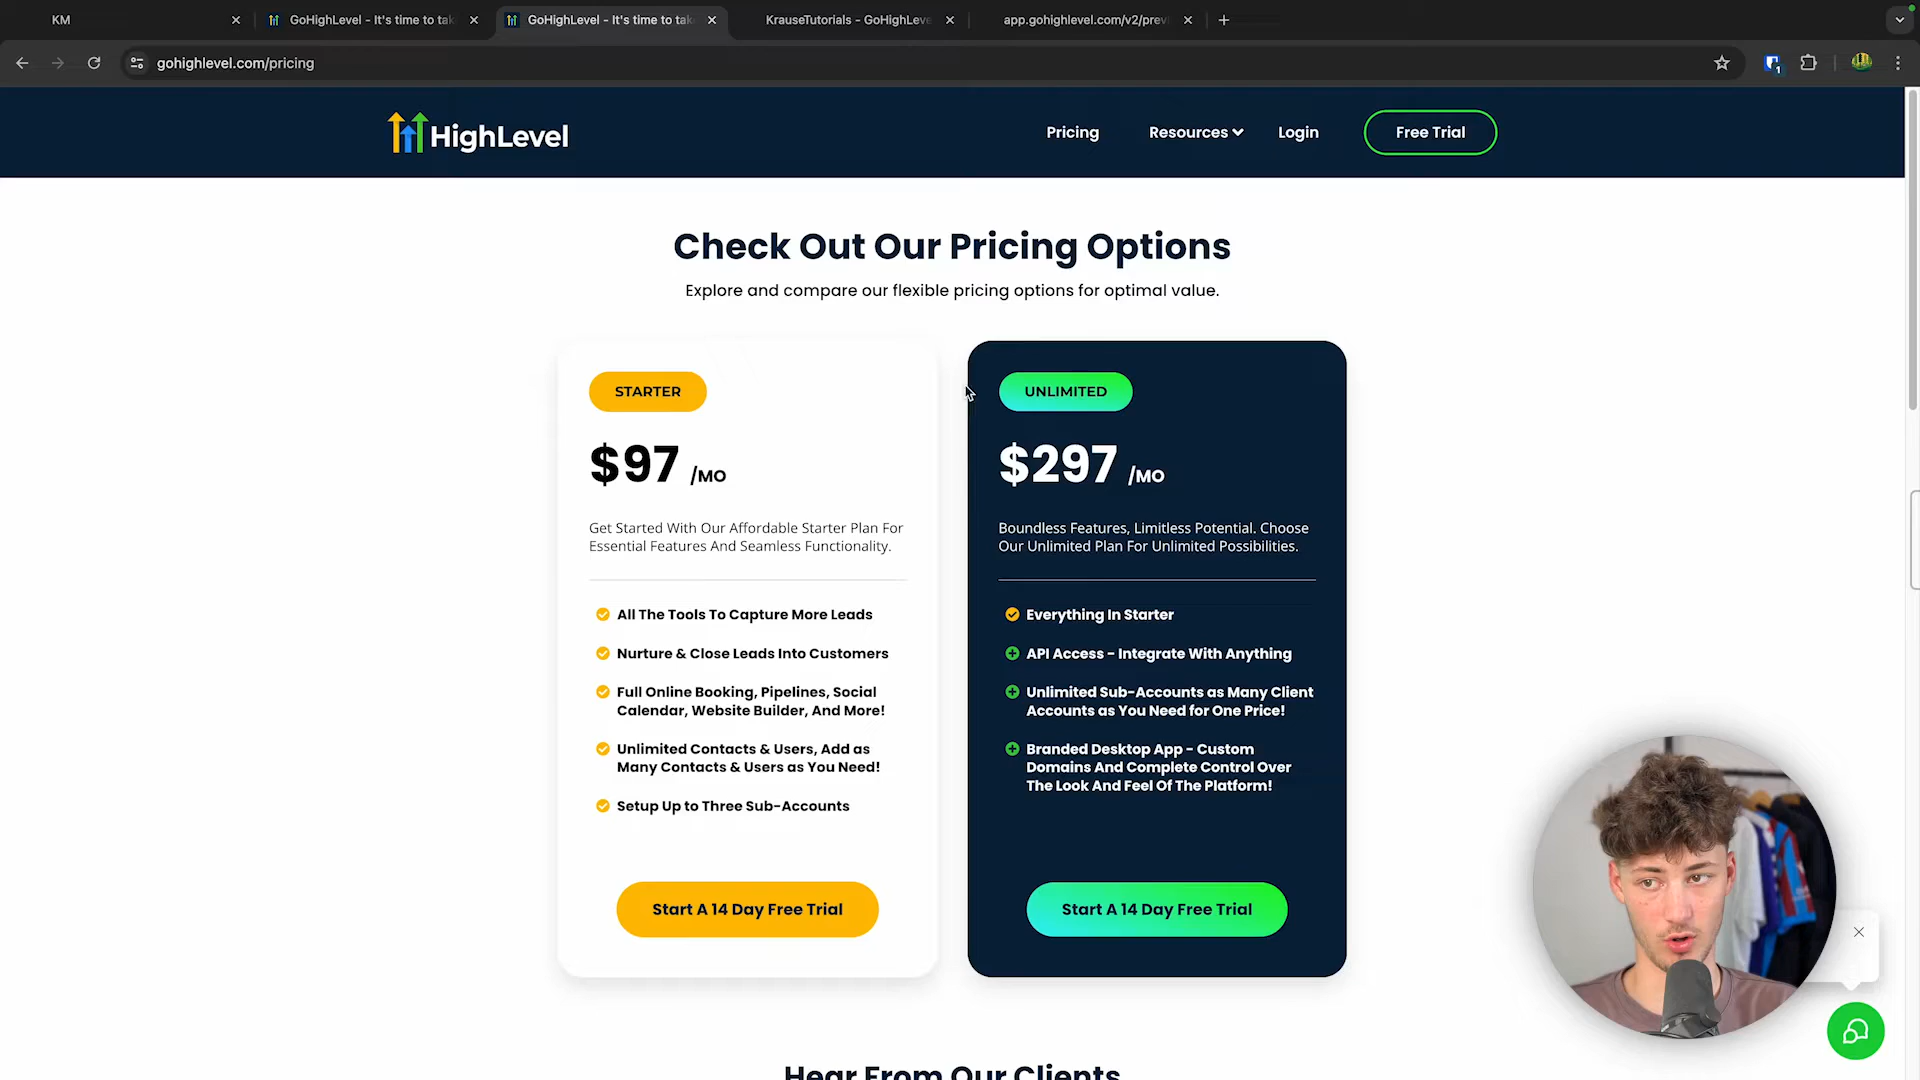 KM
GoHighLevel - It's time to tak
GoHighLevel - It's time to tak
KrauseTutorials - GoHighLeve
app.gohighlevel.com/v2/prev
gohighlevel.com/pricing
1
HighLevel
Pricing
Resources
Login
Free Trial
Check Out Our Pricing Options
Explore and compare our flexible pricing options for optimal value.
STARTER
$97 /MO
Get Started With Our Affordable Starter Plan For
Essential Features And Seamless Functionality.
All The Tools To Capture More Leads
Nurture & Close Leads Into Customers
Full Online Booking, Pipelines, Social
Calendar, Website Builder, And More!
Unlimited Contacts & Users, Add as
Many Contacts & Users as You Need!
Setup Up to Three Sub-Accounts
Start A 14 Day Free Trial
UNLIMITED
$297 /MO
Boundless Features, Limitless Potential. Choose
Our Unlimited Plan For Unlimited Possibilities.
Everything In Starter
API Access - Integrate With Anything
Unlimited Sub-Accounts as Many Client
Accounts as You Need for One Price!
Branded Desktop App - Custom
Domains And Complete Control Over
The Look And Feel Of The Platform!
Start A 14 Day Free Trial
Hear From Our Clients